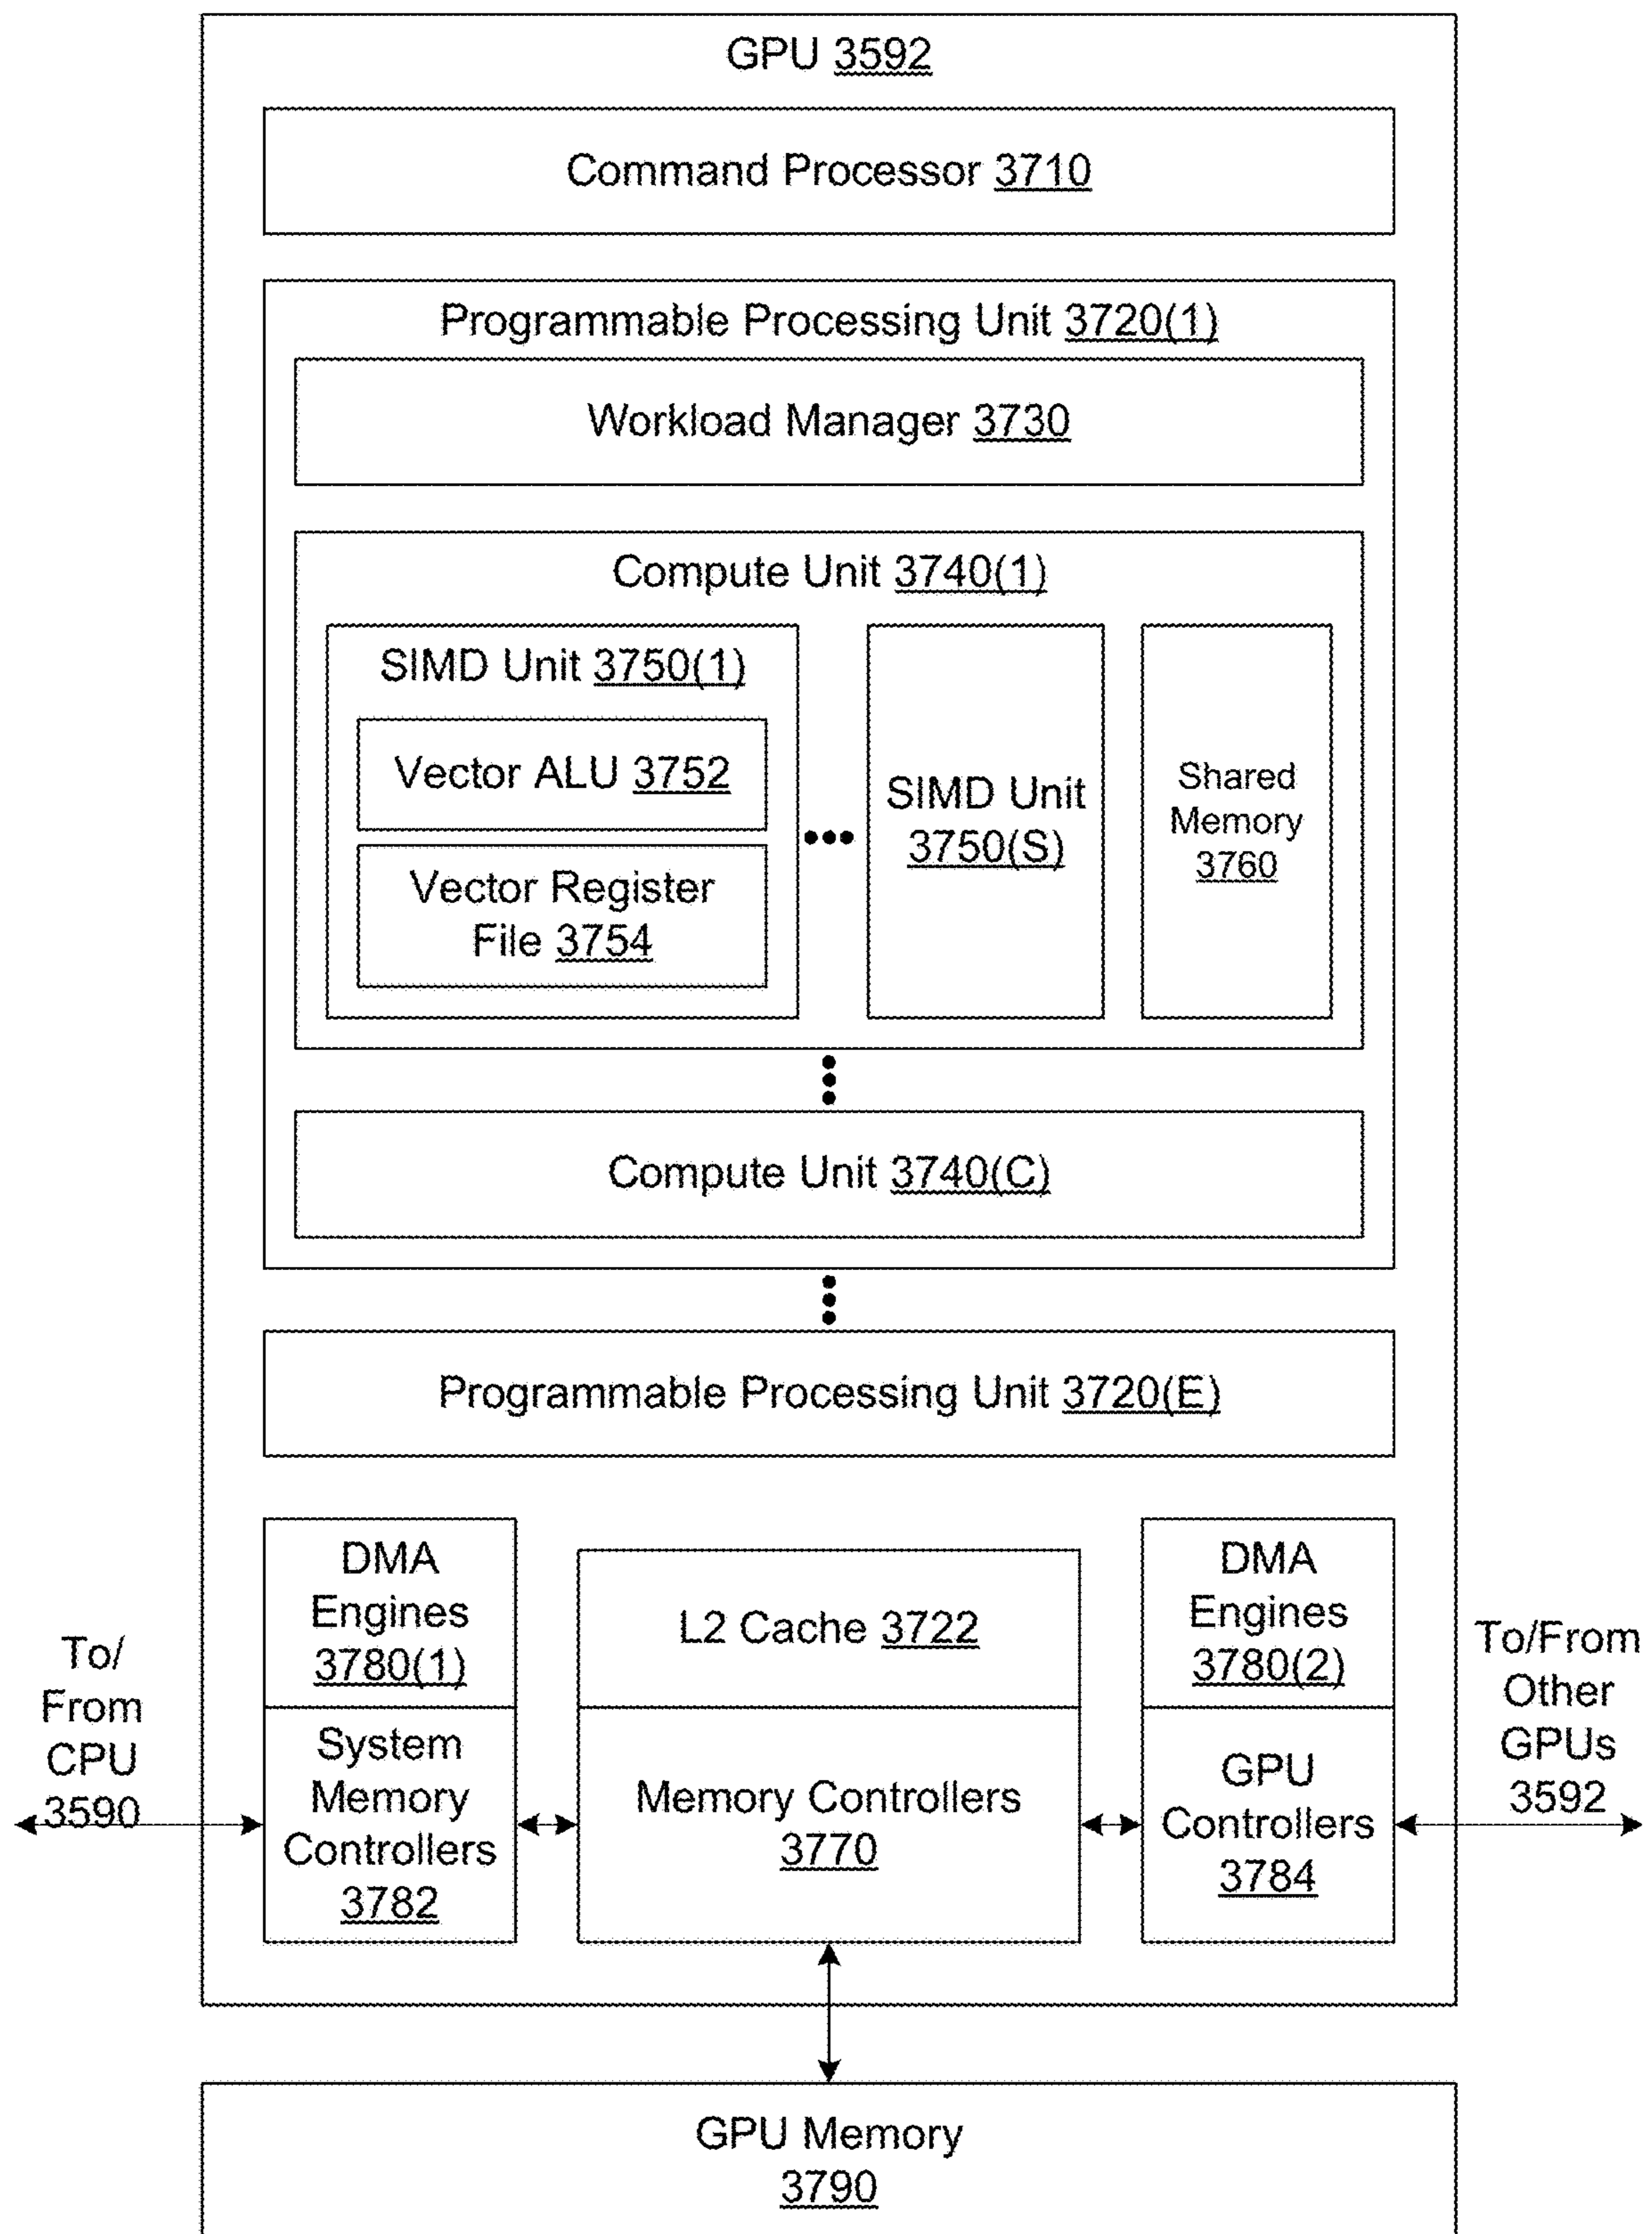 GPU 3592
Command Processor 3710
Programmable Processing Unit 3720(1)
Workload Manager 3730
Compute Unit 3740(1)
SIMD Unit 3750(1)
Vector ALU 3752
Vector Register
File 3754
SIMD Unit
3750(S)
Shared
Memory
3760
Compute Unit 3740(C)
Programmable Processing Unit 3720(E)
To/
From
CPU
3590
DMA
Engines
3780(1)
System
Memory
Controllers
3782
L2 Cache 3722
Memory Controllers
3770
DMA
Engines
3780(2)
GPU
Controllers
3784
To/From
Other
GPUs
3592
GPU Memory
3790